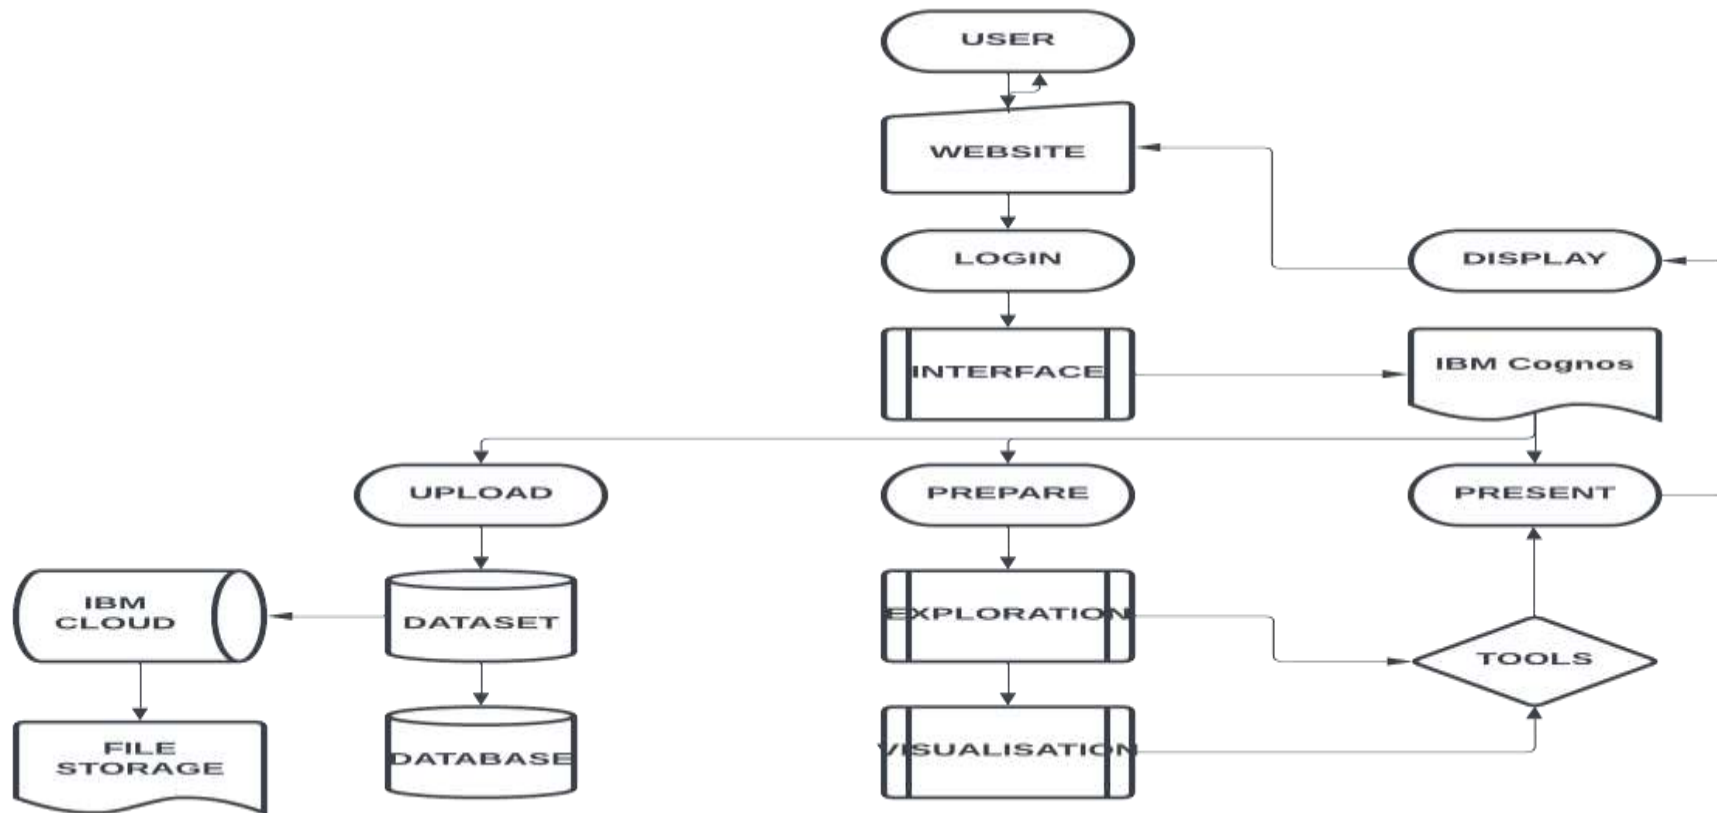 USER
WEBSITE
LOGIN
DISPLAY
INTERFACE
IBM Cognos
UPLOAD
PREPARE
PRESENT
IBM
CLOUD
DATASET
EXPLORATION
TOOLS
FILE
STORAGE
DATABASE
VISUALISATION